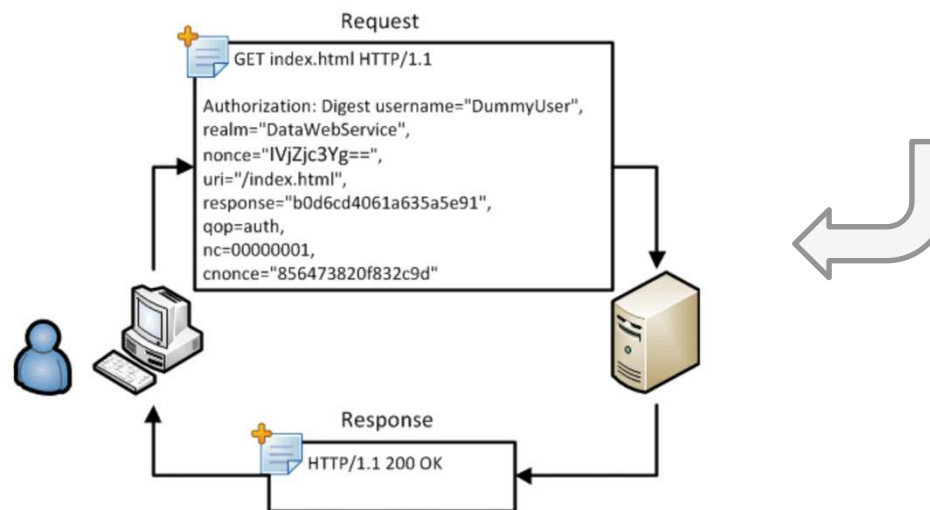 Request
GET index.html HTTP/1.1
Authorization: Digest username="DummyUser",
realm="DataWebService",
nonce="lVjZjc3Yg==",
uri="/index.html",
response="b0d6cd4061a635a5e91",
qop=auth,
nc=00000001,
cnonce="856473820f832c9d"
Response
HTTP/1.1 200 OK